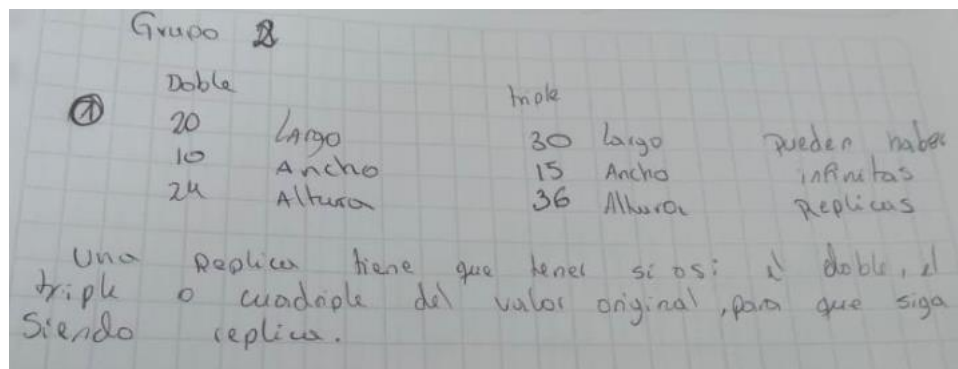 Grupo 2
Doble triple
① 20 Largo 30 Largo Pueden haber
10 Ancho 15 Ancho infinitas
24 Altura 36 Altura Replicas
Una Replica tiene que tener si o si: el doble, el
triple o cuadriple del valor original, para que siga
Siendo replica.